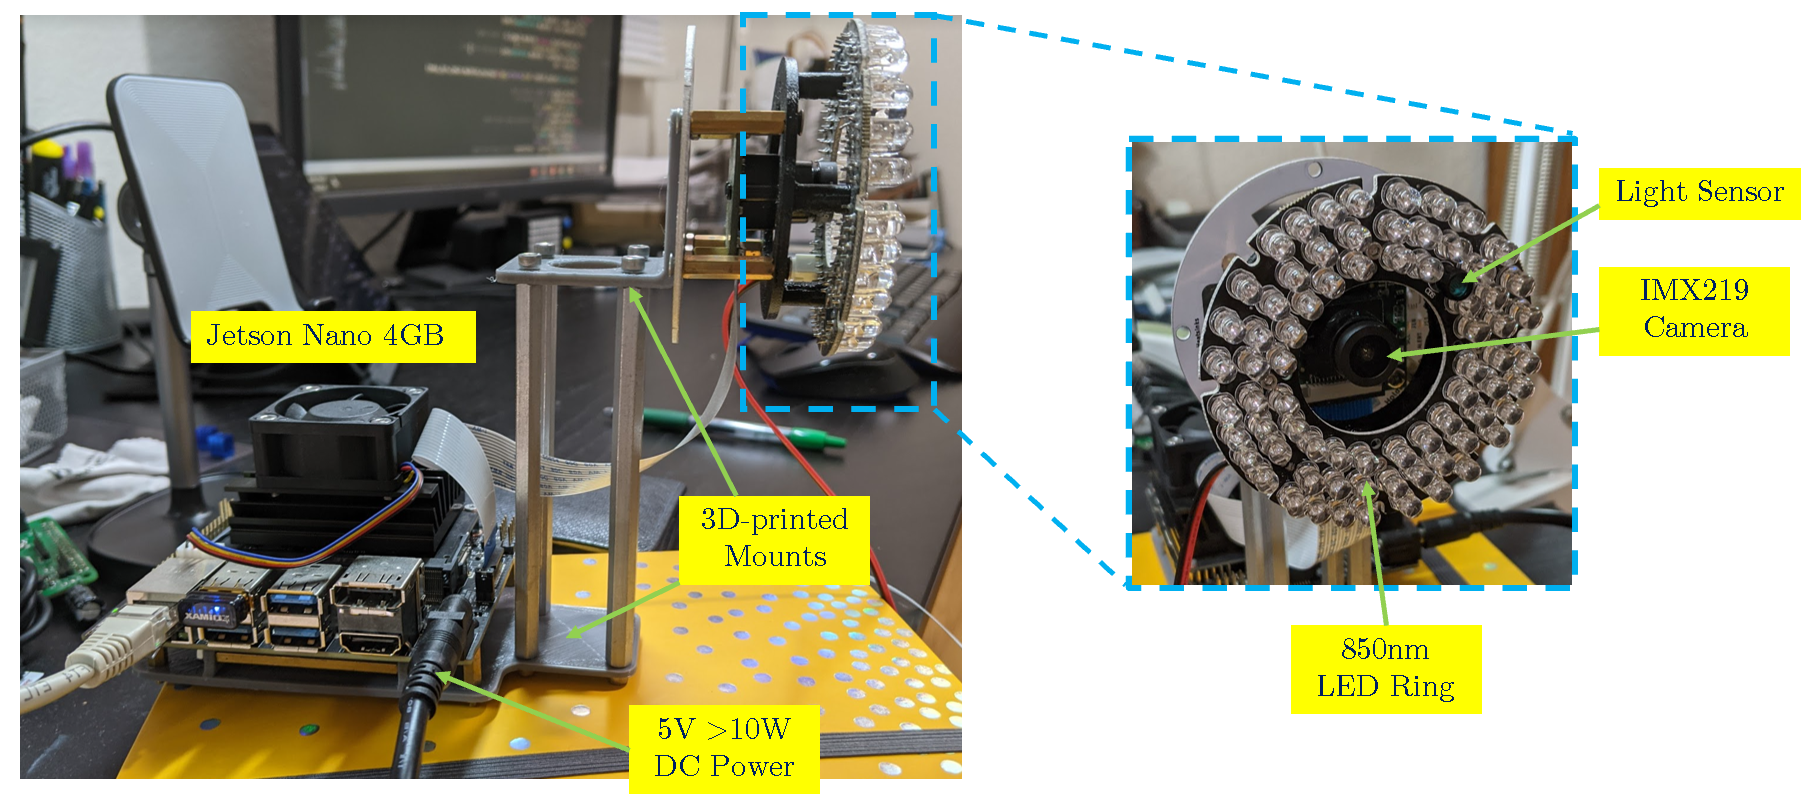 Jetson Nano 4GB
3D-printed
Mounts
5V >10W
DC Power
Light Sensor
IMX219
Camera
850nm
LED Ring